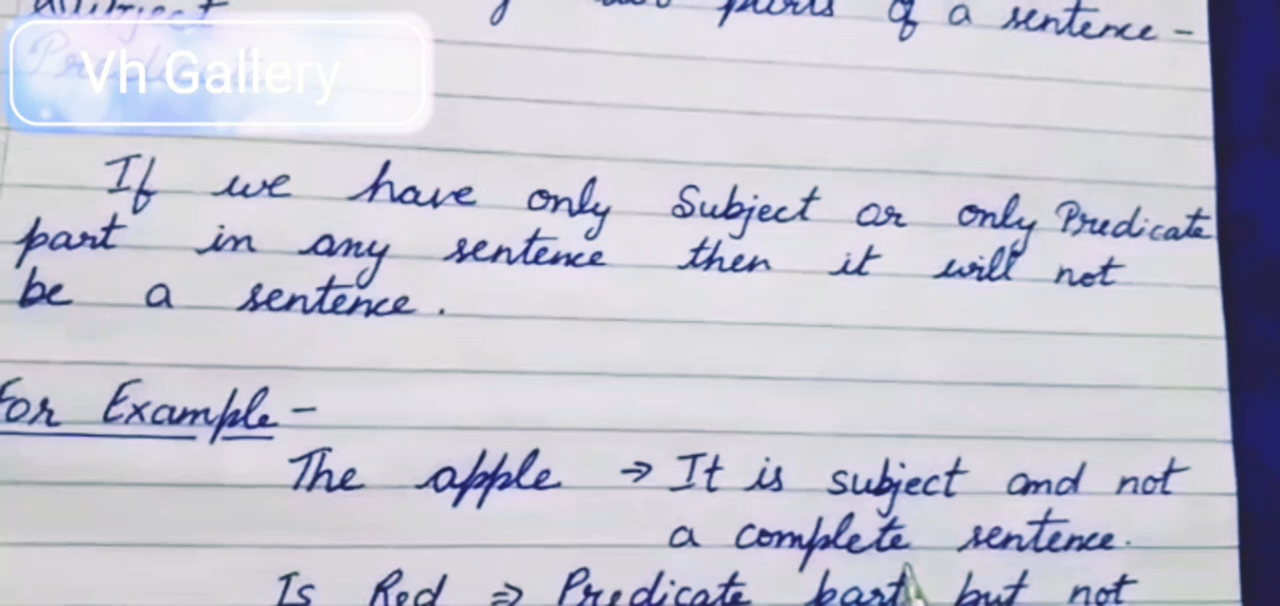 parts of a sentence -
Vh Gallery
If we have only Subject or only Predicate
part in any sentence then it will not
be a sentence.
For Example -
The apple → It is subject and not
a complete sentence.
Is Red ⇒ Predicate part but not